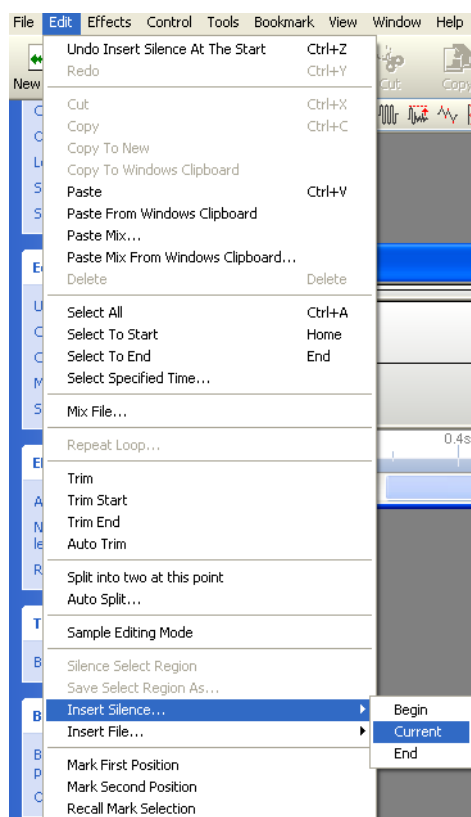 File Edit Effects Control Tools Bookmark View Window Help
Undo Insert Silence At The Start Ctrl+Z
Redo Ctrl+Y
New Cut Copy
Cut Ctrl+X
Copy Ctrl+C
Copy To New
Copy To Windows Clipboard
Paste Ctrl+V
Paste From Windows Clipboard
Paste Mix...
Paste Mix From Windows Clipboard...
Delete Delete
Select All Ctrl+A
Select To Start Home
Select To End End
Select Specified Time...
Mix File...
0.4s
Repeat Loop...
Trim
Trim Start
Trim End
Auto Trim
Split into two at this point
Auto Split...
Sample Editing Mode
Silence Select Region
Save Select Region As...
Insert Silence... Begin
Insert File... Current
End
Mark First Position
Mark Second Position
Recall Mark Selection